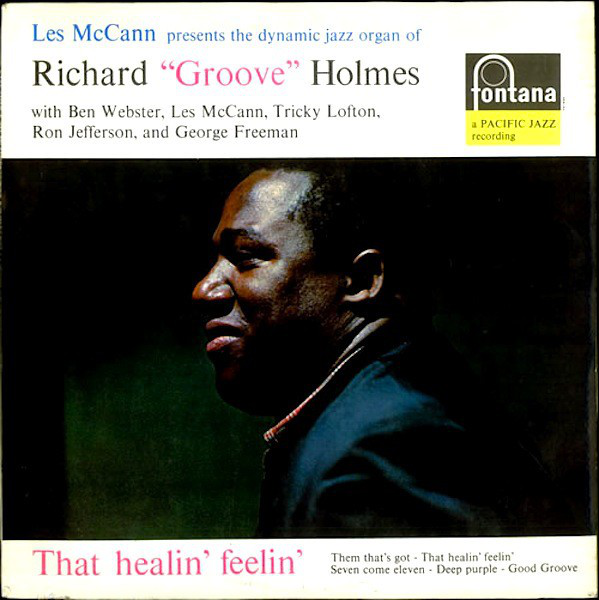 Les McCann presents the dynamic jazz organ of
Richard “Groove” Holmes
with Ben Webster, Les McCann, Tricky Lofton,
Ron Jefferson, and George Freeman
fontana
a PACIFIC JAZZ
recording
That healin’ feelin’
Them that's got - That healin’ feelin’
Seven come eleven - Deep purple - Good Groove